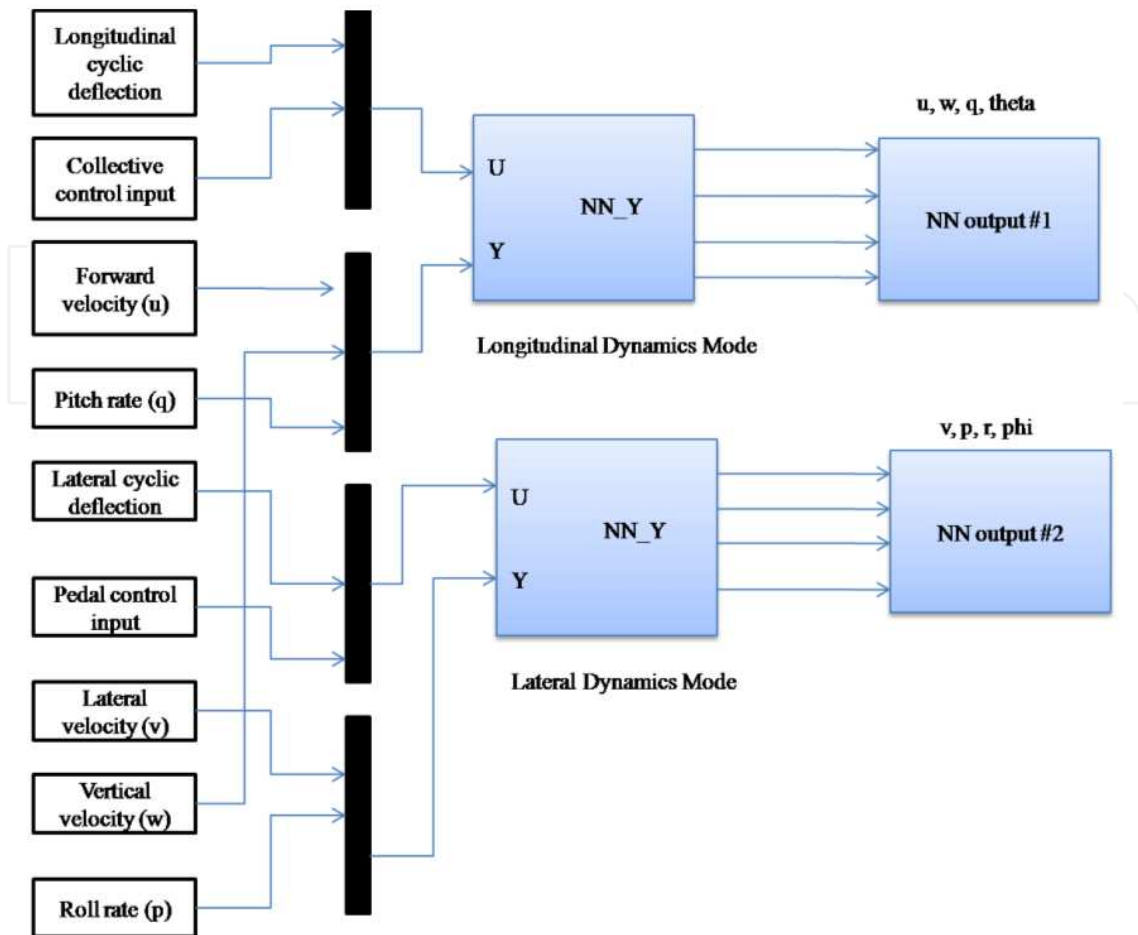 Longitudinal
cyclic
deflection
Collective
control input
Forward
velocity (u)
Pitch rate (q)
Lateral cyclic
deflection
Pedal control
input
Lateral
velocity (v)
Vertical
velocity (w)
Roll rate (p)
U
NN_Y
Y
Longitudinal Dynamics Mode
u, w, q, theta
NN output #1
U
NN_Y
Y
Lateral Dynamics Mode
v, p, r, phi
NN output #2